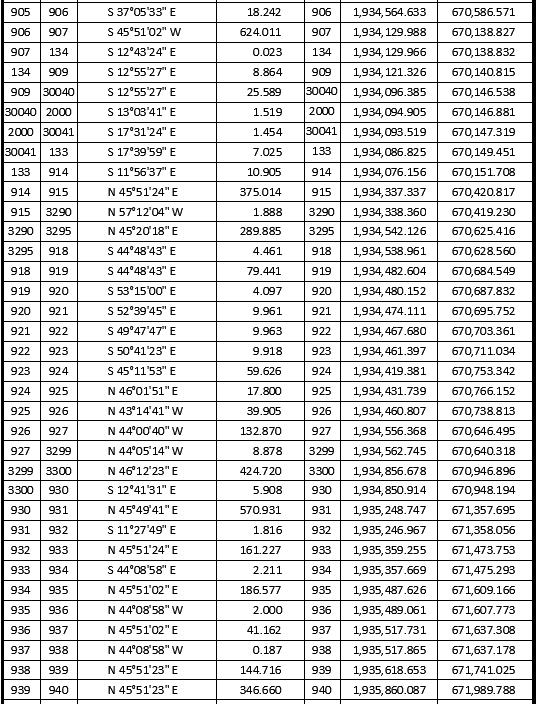 905 906 S 37°05'33" E 18.242 906 1,934,564.633 670,586.571
906 907 S 45°51'02" W 624.011 907 1,934,129.988 670,138.827
907 134 S 12°43'24" E 0.023 134 1,934,129.966 670,138.832
134 909 S 12°55'27" E 8.864 909 1,934,121.326 670,140.815
909 30040 S 12°55'27" E 25.589 30040 1,934,096.385 670,146.538
30040 2000 S 13°03'41" E 1.519 2000 1,934,094.905 670,146.881
2000 30041 S 17°31'24" E 1.454 30041 1,934,093.519 670,147.319
30041 133 S 17°39'59" E 7.025 133 1,934,086.825 670,149.451
133 914 S 11°56'37" E 10.905 914 1,934,076.156 670,151.708
914 915 N 45°51'24" E 375.014 915 1,934,337.337 670,420.817
915 3290 N 57°12'04" W 1.888 3290 1,934,338.360 670,419.230
3290 3295 N 45°20'18" E 289.885 3295 1,934,542.126 670,625.416
3295 918 S 44°48'43" E 4.461 918 1,934,538.961 670,628.560
918 919 S 44°48'43" E 79.441 919 1,934,482.604 670,684.549
919 920 S 53°15'00" E 4.097 920 1,934,480.152 670,687.832
920 921 S 52°39'45" E 9.961 921 1,934,474.111 670,695.752
921 922 S 49°47'47" E 9.963 922 1,934,467.680 670,703.361
922 923 S 50°41'23" E 9.918 923 1,934,461.397 670,711.034
923 924 S 45°11'53" E 59.626 924 1,934,419.381 670,753.342
924 925 N 46°01'51" E 17.800 925 1,934,431.739 670,766.152
925 926 N 43°14'41" W 39.905 926 1,934,460.807 670,738.813
926 927 N 44°00'40" W 132.870 927 1,934,556.368 670,646.495
927 3299 N 44°05'14" W 8.878 3299 1,934,562.745 670,640.318
3299 3300 N 46°12'23" E 424.720 3300 1,934,856.678 670,946.896
3300 930 S 12°41'31" E 5.908 930 1,934,850.914 670,948.194
930 931 N 45°49'41" E 570.931 931 1,935,248.747 671,357.695
931 932 S 11°27'49" E 1.816 932 1,935,246.967 671,358.056
932 933 N 45°51'24" E 161.227 933 1,935,359.255 671,473.753
933 934 S 44°08'58" E 2.211 934 1,935,357.669 671,475.293
934 935 N 45°51'02" E 186.577 935 1,935,487.626 671,609.166
935 936 N 44°08'58" W 2.000 936 1,935,489.061 671,607.773
936 937 N 45°51'02" E 41.162 937 1,935,517.731 671,637.308
937 938 N 44°08'58" W 0.187 938 1,935,517.865 671,637.178
938 939 N 45°51'23" E 144.716 939 1,935,618.653 671,741.025
939 940 N 45°51'23" E 346.660 940 1,935,860.087 671,989.788